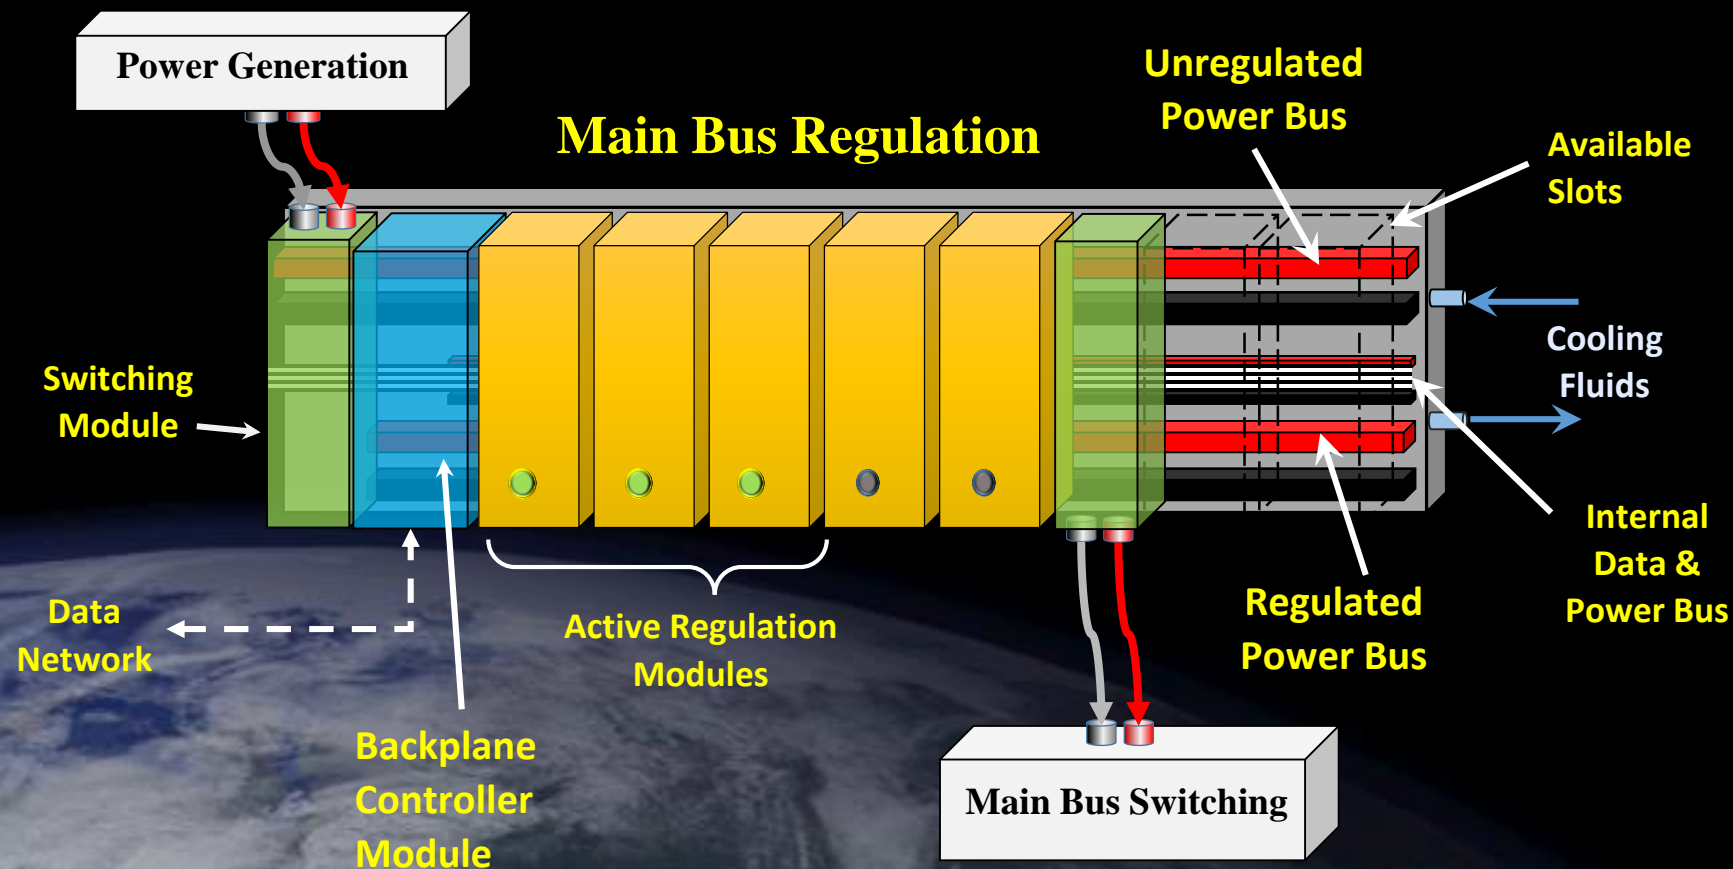 Power Generation
Main Bus Regulation
Unregulated
Power Bus
Available
Slots
Cooling
Fluids
Switching
Module
Internal
Data &
Power Bus
Data
Network
Active Regulation
Modules
Regulated
Power Bus
Backplane
Controller
Module
Main Bus Switching